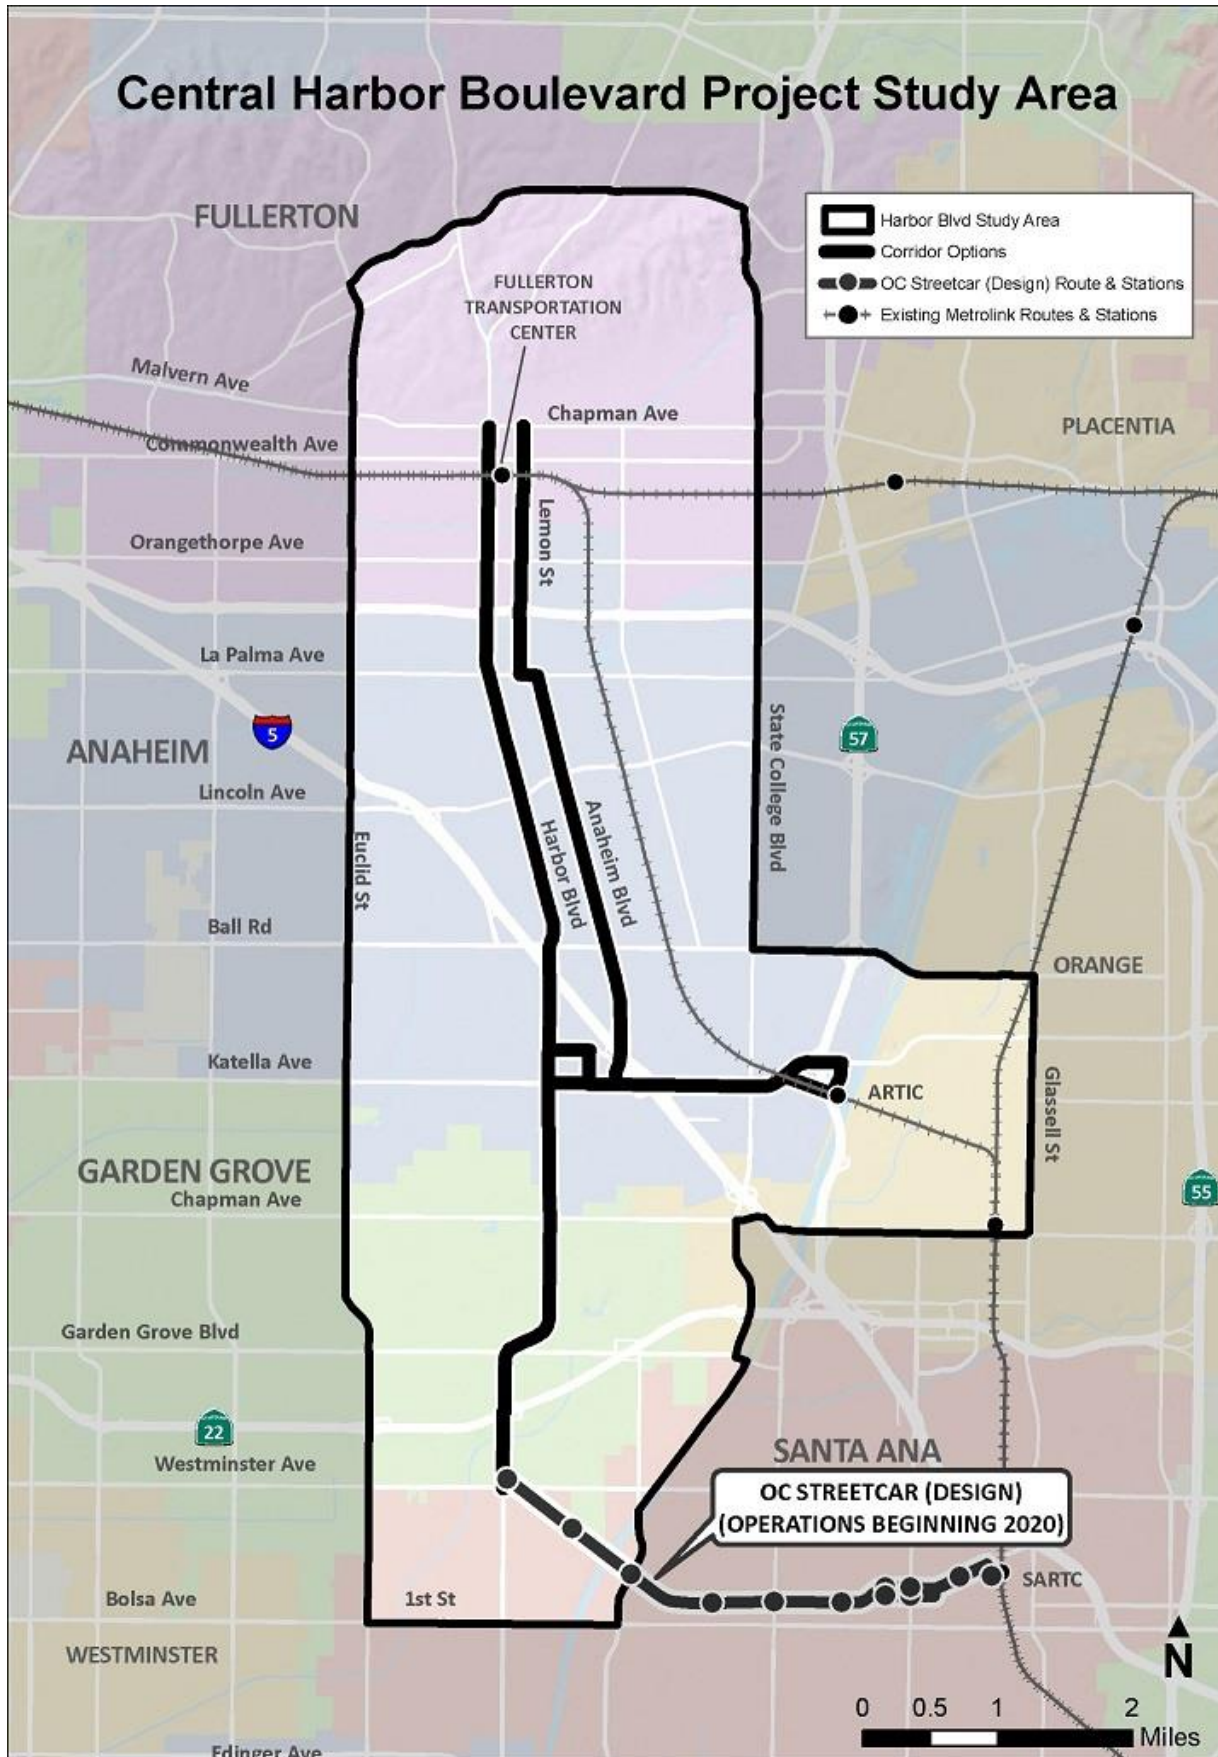 Central Harbor Boulevard Project Study Area
FULLERTON
Harbor Blvd Study Area
Corridor Options
OC Streetcar (Design) Route & Stations
Existing Metrolink Routes & Stations
FULLERTON
TRANSPORTATION
CENTER
Malvern Ave
Chapman Ave
PLACENTIA
Commonwealth Ave
Lemon St
Orangethorpe Ave
La Palma Ave
ANAHEIM
5
57
State College Blvd
Lincoln Ave
Euclid St
Harbor Blvd
Anaheim Blvd
Ball Rd
ORANGE
Katella Ave
ARTIC
Glassell St
GARDEN GROVE
Chapman Ave
55
Garden Grove Blvd
22
Westminster Ave
SANTA ANA
OC STREETCAR (DESIGN)
(OPERATIONS BEGINNING 2020)
SARTC
Bolsa Ave
1st St
WESTMINSTER
N
0 0.5 1 2
Miles
Edinger Ave